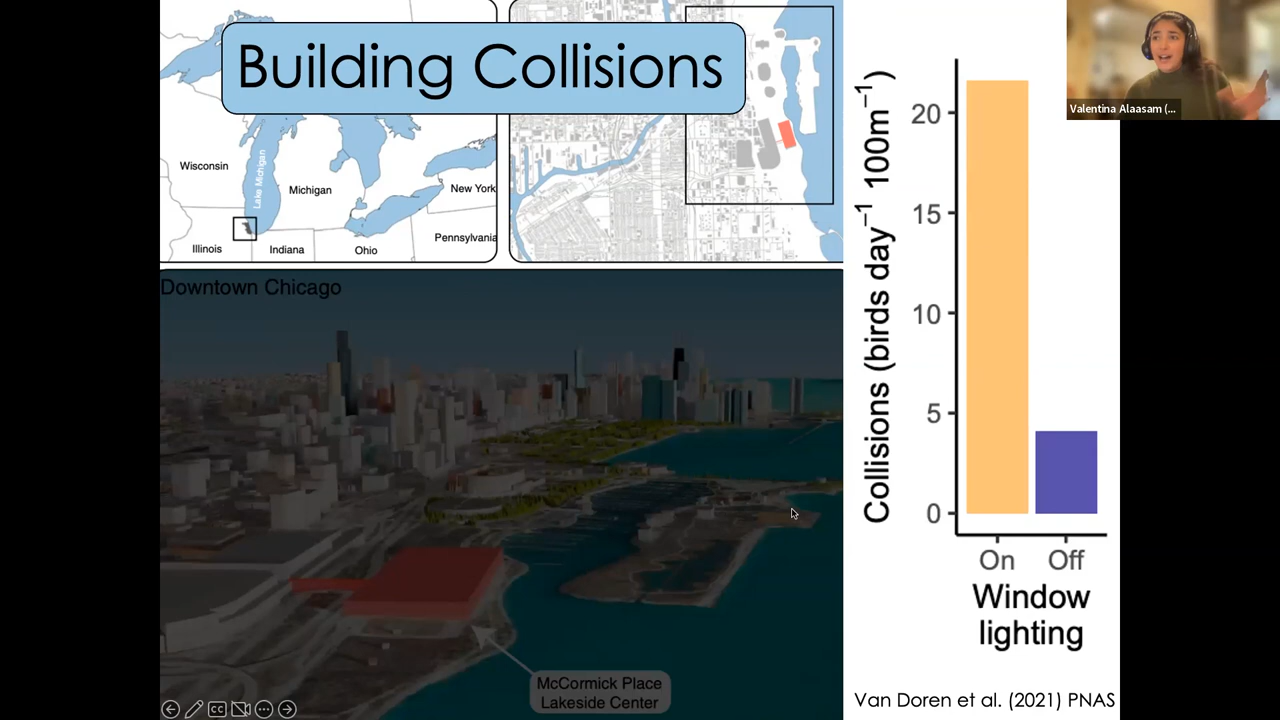 Building Collisions
Wisconsin
Lake Michigan
Michigan
New York
Illinois
Indiana
Ohio
Pennsylvania
Downtown Chicago
McCormick Place
Lakeside Center
Collisions (birds day⁻¹ 100m⁻¹)
20
15
10
5
0
On Off
Window
lighting
Van Doren et al. (2021) PNAS
Valentina Alaasam (...
CC